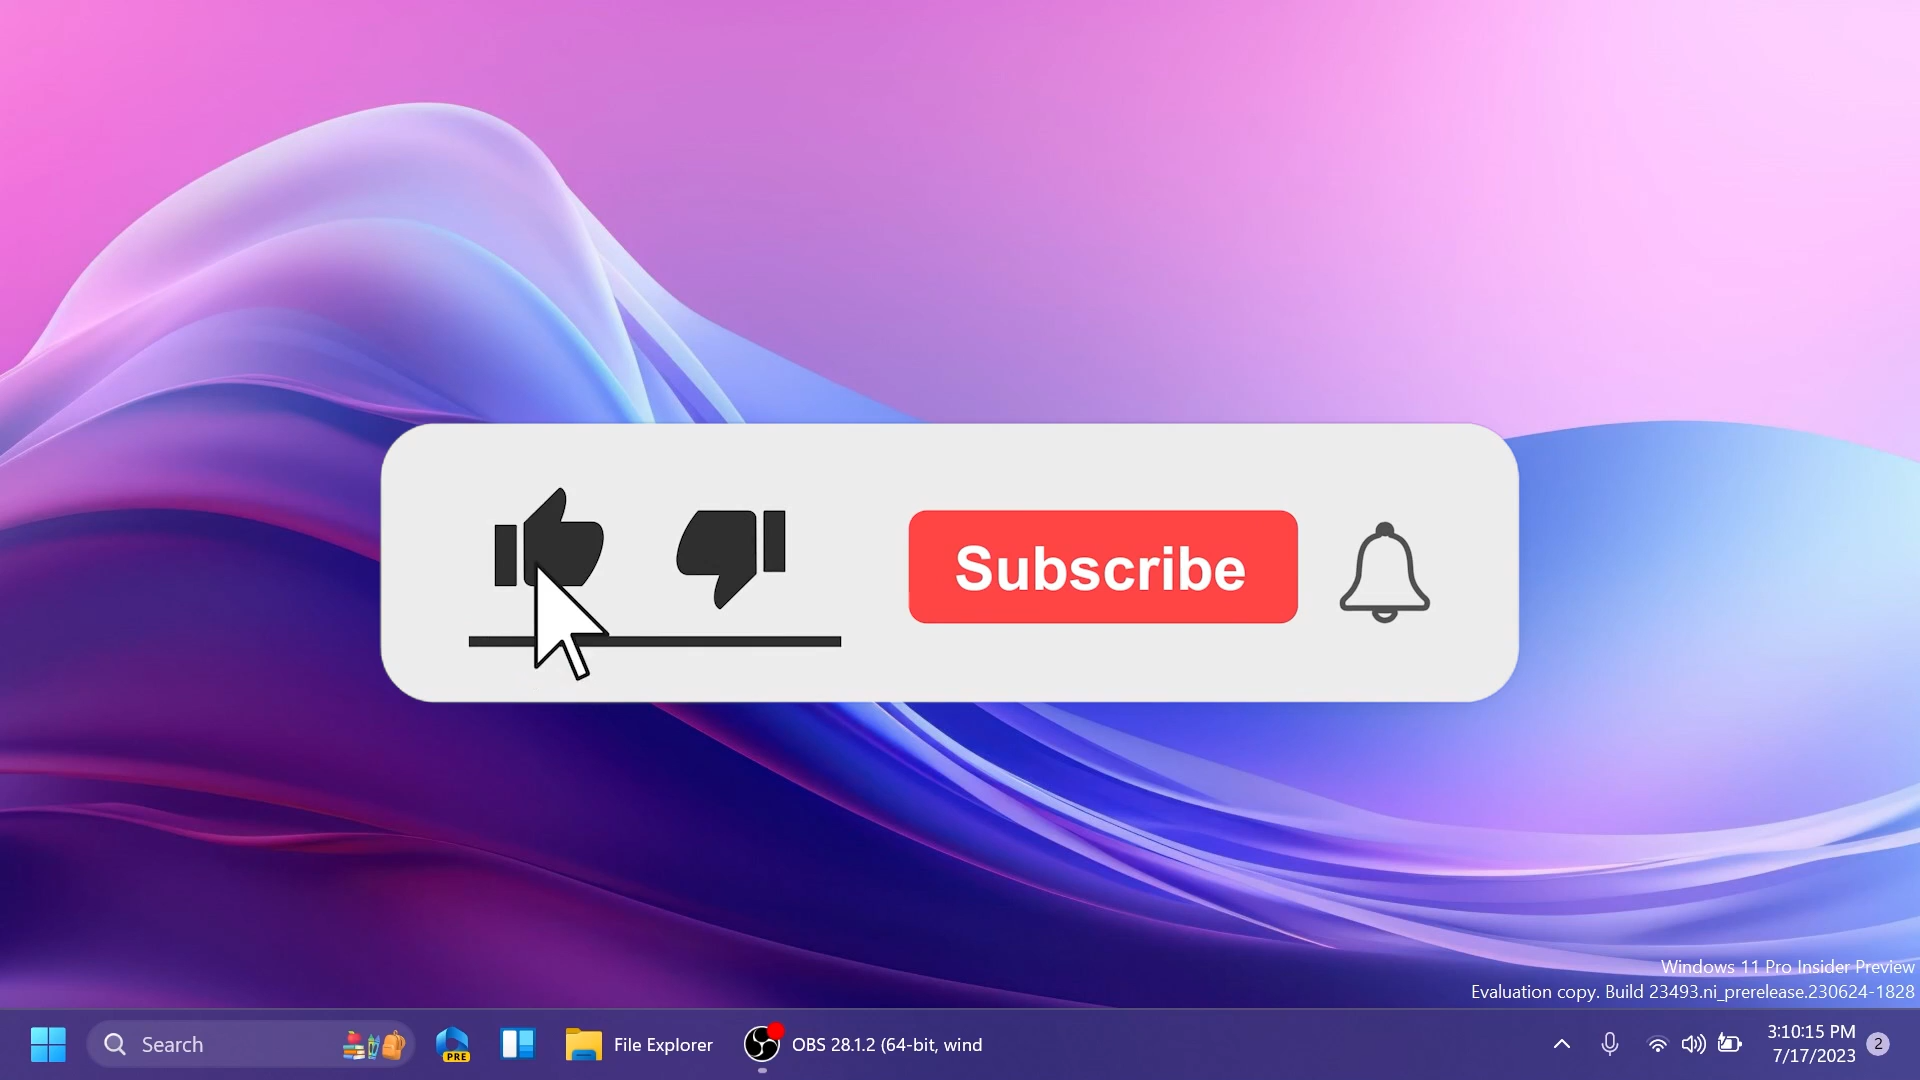 Subscribe
Windows 11 Pro Insider Preview
Evaluation copy. Build 23493.ni_prerelease.230624-1828
Search
PRE
File Explorer
OBS 28.1.2 (64-bit, wind
3:10:15 PM
7/17/2023
2